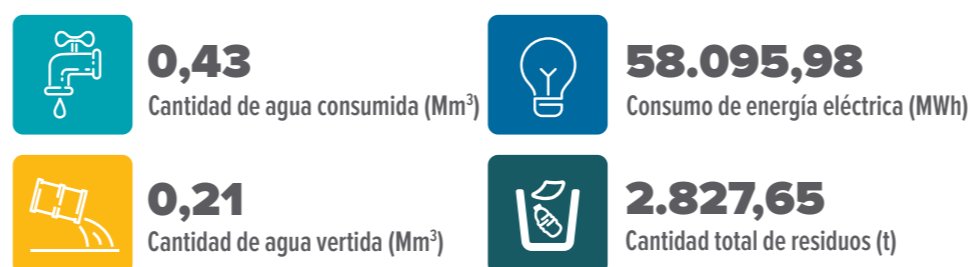 0,43
Cantidad de agua consumida (Mm³)
58.095,98
Consumo de energía eléctrica (MWh)
0,21
Cantidad de agua vertida (Mm³)
2.827,65
Cantidad total de residuos (t)